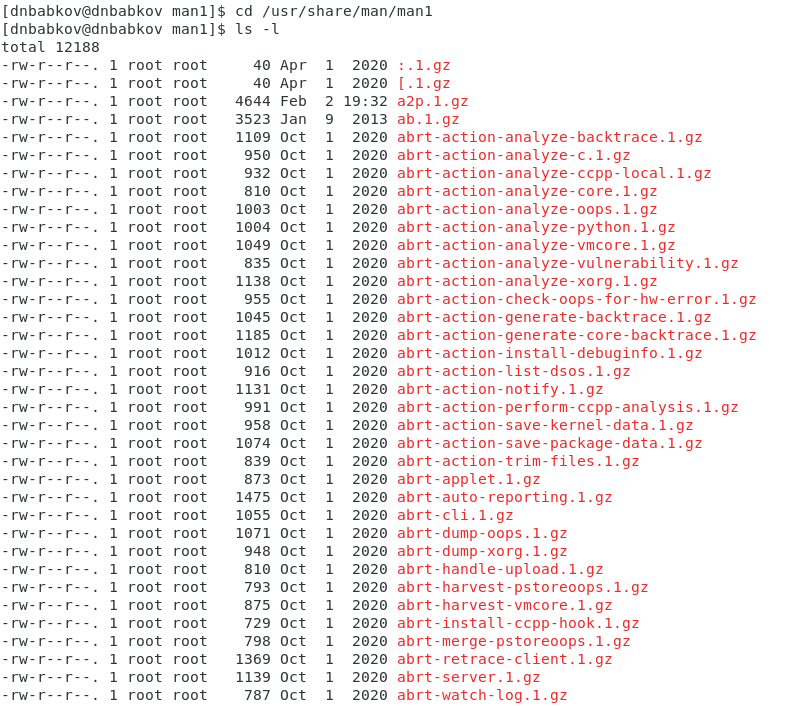 [dnbabkov@dnbabkov man1]$ cd /usr/share/man/man1
[dnbabkov@dnbabkov man1]$ ls -l
total 12188
-rw-r--r--. 1 root root     40 Apr  1  2020 :.1.gz
-rw-r--r--. 1 root root     40 Apr  1  2020 [.1.gz
-rw-r--r--. 1 root root   4644 Feb  2 19:32 a2p.1.gz
-rw-r--r--. 1 root root   3523 Jan  9  2013 ab.1.gz
-rw-r--r--. 1 root root   1109 Oct  1  2020 abrt-action-analyze-backtrace.1.gz
-rw-r--r--. 1 root root    950 Oct  1  2020 abrt-action-analyze-c.1.gz
-rw-r--r--. 1 root root    932 Oct  1  2020 abrt-action-analyze-ccpp-local.1.gz
-rw-r--r--. 1 root root    810 Oct  1  2020 abrt-action-analyze-core.1.gz
-rw-r--r--. 1 root root   1003 Oct  1  2020 abrt-action-analyze-oops.1.gz
-rw-r--r--. 1 root root   1004 Oct  1  2020 abrt-action-analyze-python.1.gz
-rw-r--r--. 1 root root   1049 Oct  1  2020 abrt-action-analyze-vmcore.1.gz
-rw-r--r--. 1 root root    835 Oct  1  2020 abrt-action-analyze-vulnerability.1.gz
-rw-r--r--. 1 root root   1138 Oct  1  2020 abrt-action-analyze-xorg.1.gz
-rw-r--r--. 1 root root    955 Oct  1  2020 abrt-action-check-oops-for-hw-error.1.gz
-rw-r--r--. 1 root root   1045 Oct  1  2020 abrt-action-generate-backtrace.1.gz
-rw-r--r--. 1 root root   1185 Oct  1  2020 abrt-action-generate-core-backtrace.1.gz
-rw-r--r--. 1 root root   1012 Oct  1  2020 abrt-action-install-debuginfo.1.gz
-rw-r--r--. 1 root root    916 Oct  1  2020 abrt-action-list-dsos.1.gz
-rw-r--r--. 1 root root   1131 Oct  1  2020 abrt-action-notify.1.gz
-rw-r--r--. 1 root root    991 Oct  1  2020 abrt-action-perform-ccpp-analysis.1.gz
-rw-r--r--. 1 root root    958 Oct  1  2020 abrt-action-save-kernel-data.1.gz
-rw-r--r--. 1 root root   1074 Oct  1  2020 abrt-action-save-package-data.1.gz
-rw-r--r--. 1 root root    839 Oct  1  2020 abrt-action-trim-files.1.gz
-rw-r--r--. 1 root root    873 Oct  1  2020 abrt-applet.1.gz
-rw-r--r--. 1 root root   1475 Oct  1  2020 abrt-auto-reporting.1.gz
-rw-r--r--. 1 root root   1055 Oct  1  2020 abrt-cli.1.gz
-rw-r--r--. 1 root root   1071 Oct  1  2020 abrt-dump-oops.1.gz
-rw-r--r--. 1 root root    948 Oct  1  2020 abrt-dump-xorg.1.gz
-rw-r--r--. 1 root root    810 Oct  1  2020 abrt-handle-upload.1.gz
-rw-r--r--. 1 root root    793 Oct  1  2020 abrt-harvest-pstoreoops.1.gz
-rw-r--r--. 1 root root    875 Oct  1  2020 abrt-harvest-vmcore.1.gz
-rw-r--r--. 1 root root    729 Oct  1  2020 abrt-install-ccpp-hook.1.gz
-rw-r--r--. 1 root root    798 Oct  1  2020 abrt-merge-pstoreoops.1.gz
-rw-r--r--. 1 root root   1369 Oct  1  2020 abrt-retrace-client.1.gz
-rw-r--r--. 1 root root   1139 Oct  1  2020 abrt-server.1.gz
-rw-r--r--. 1 root root    787 Oct  1  2020 abrt-watch-log.1.gz